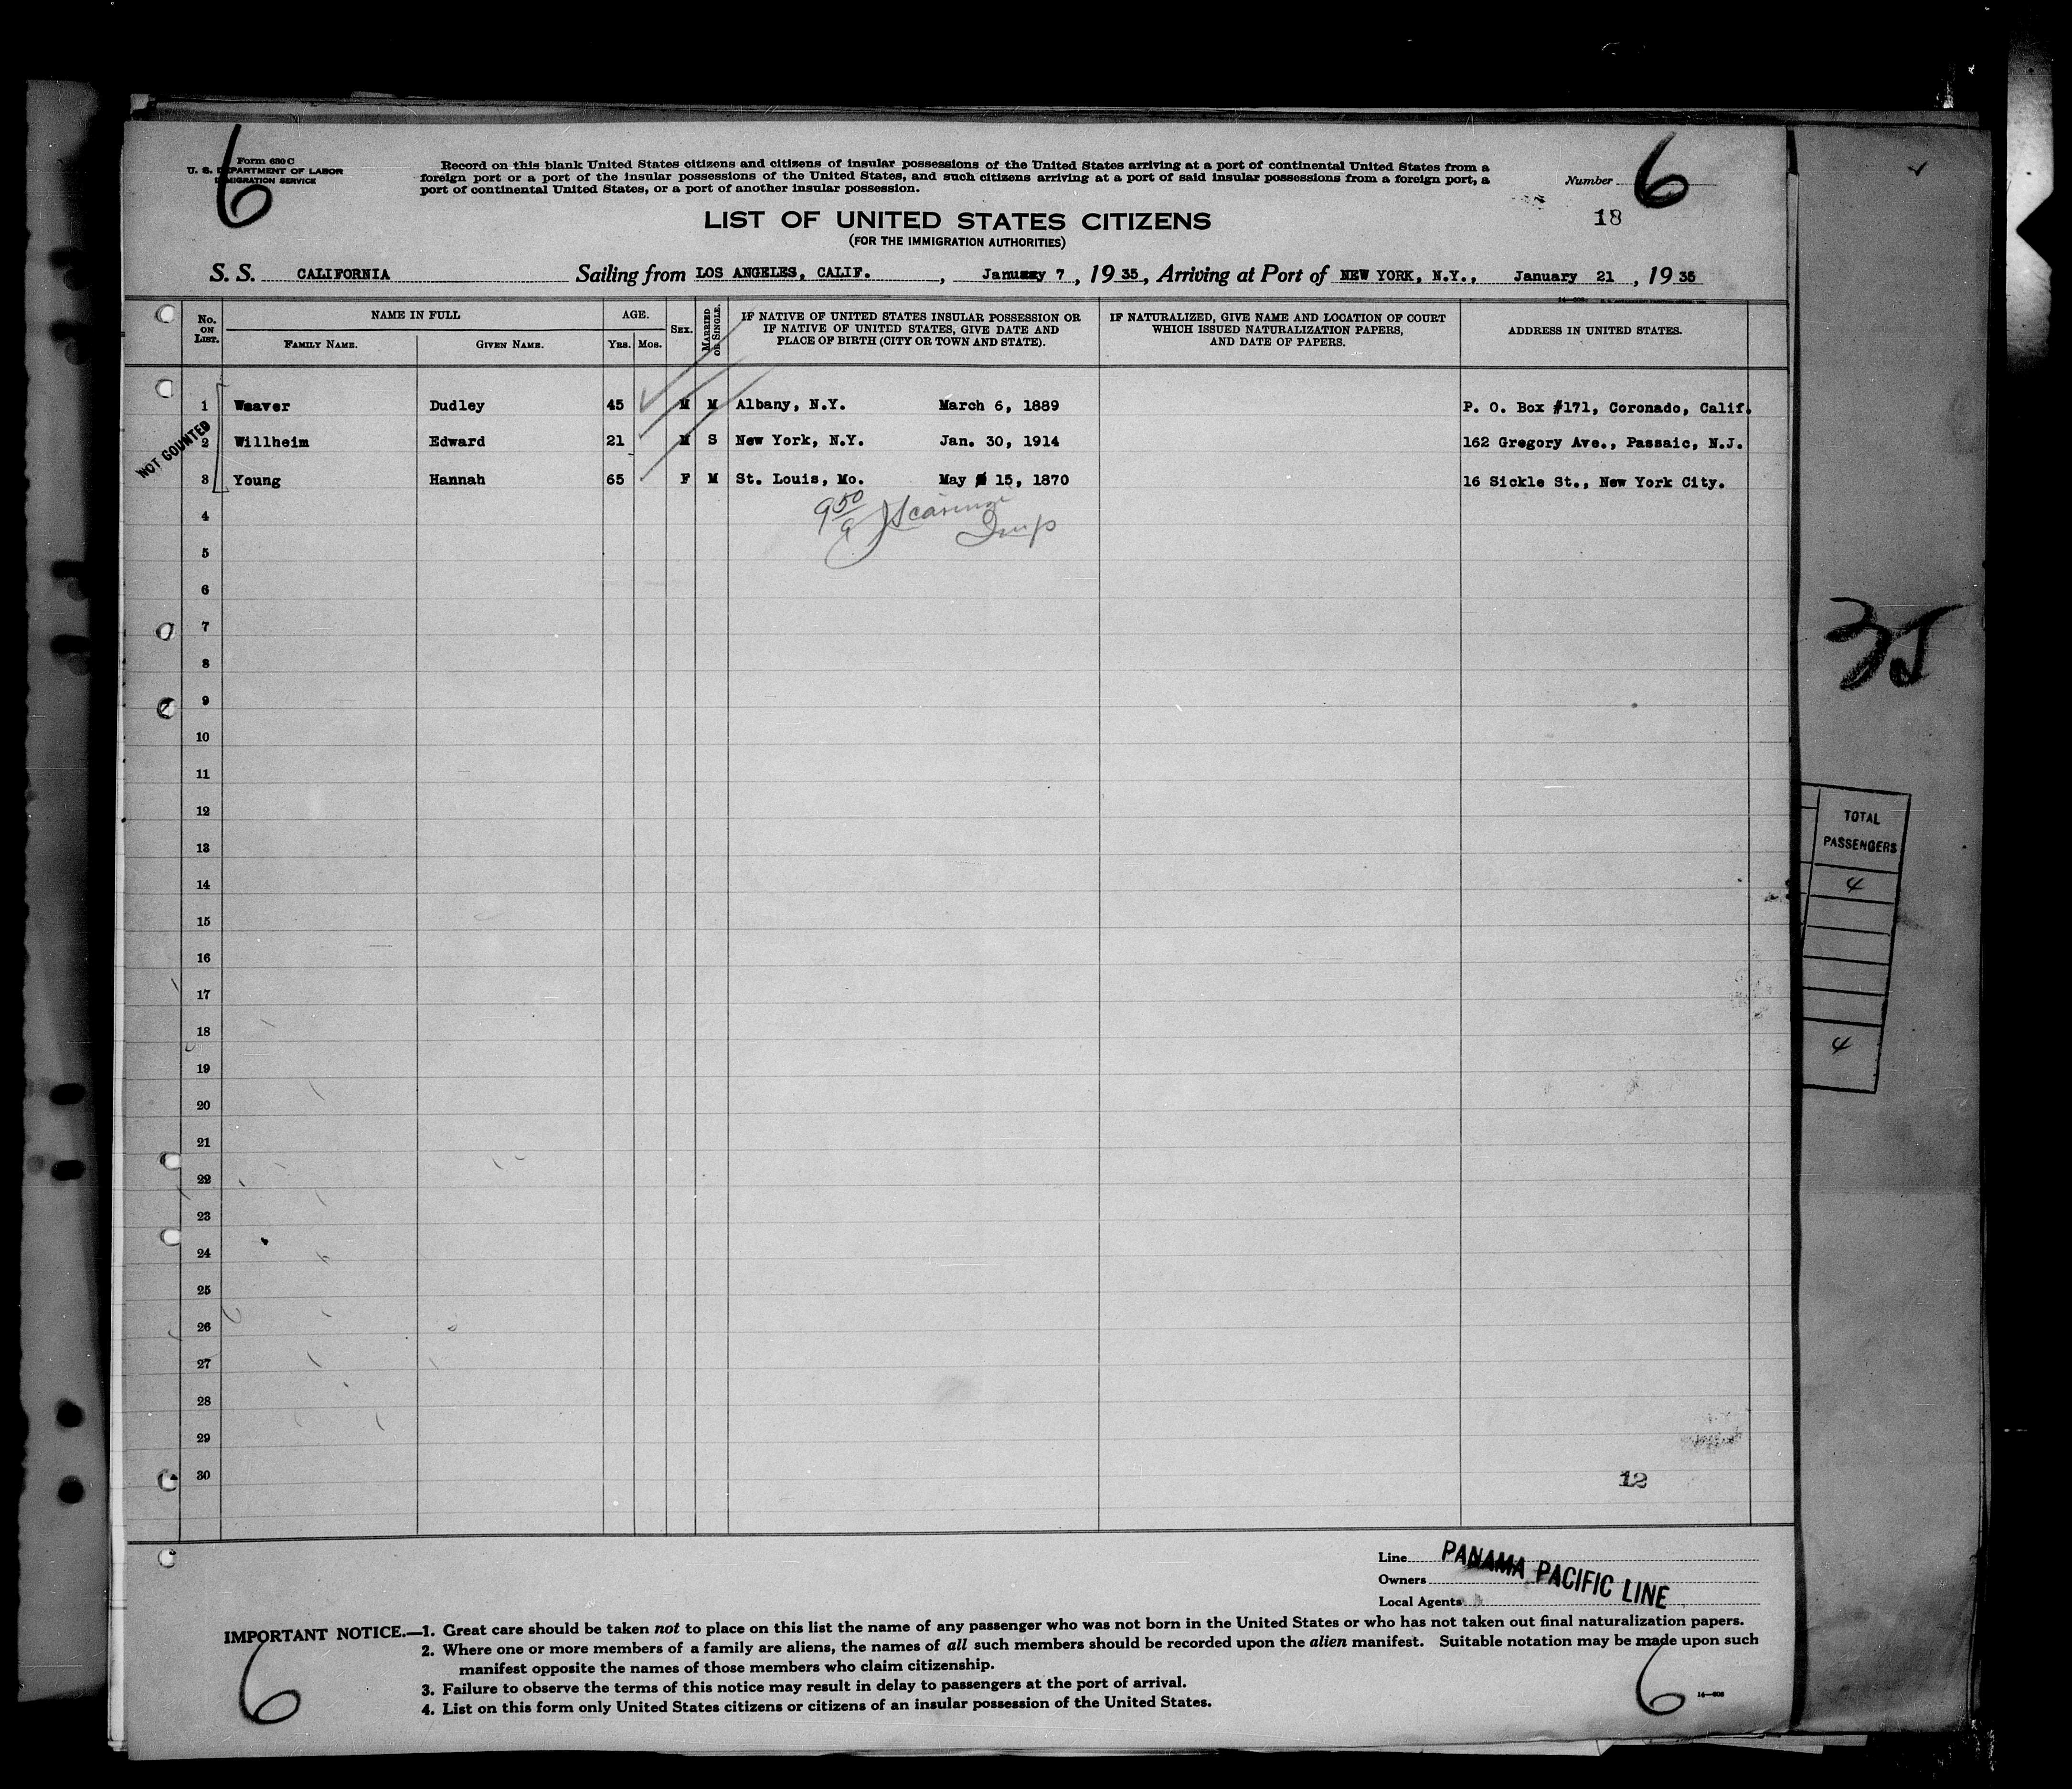 6
Form 630 C
U. S. DEPARTMENT OF LABOR
IMMIGRATION SERVICE
Record on this blank United States citizens and citizens of insular possessions of the United States arriving at a port of continental United States from a
foreign port or a port of the insular possessions of the United States, and such citizens arriving at a port of said insular possessions from a foreign port, a
port of continental United States, or a port of another insular possession.
Number 6
18
LIST OF UNITED STATES CITIZENS
(FOR THE IMMIGRATION AUTHORITIES)
S. S. CALIFORNIA Sailing from LOS ANGELES, CALIF., January 7, 1935, Arriving at Port of NEW YORK, N.Y., January 21, 1935
No. ON LIST. NAME IN FULL FAMILY NAME. GIVEN NAME. AGE. YRS. MOS. SEX. MARRIED OR SINGLE. IF NATIVE OF UNITED STATES INSULAR POSSESSION OR IF NATIVE OF UNITED STATES, GIVE DATE AND PLACE OF BIRTH (CITY OR TOWN AND STATE). IF NATURALIZED, GIVE NAME AND LOCATION OF COURT WHICH ISSUED NATURALIZATION PAPERS, AND DATE OF PAPERS. ADDRESS IN UNITED STATES.
1 Weaver Dudley 45 M M Albany, N.Y. March 6, 1889 P. O. Box #171, Coronado, Calif.
NOT COUNTED
2 Willheim Edward 21 M S New York, N.Y. Jan. 30, 1914 162 Gregory Ave., Passaic, N.J.
3 Young Hannah 65 F M St. Louis, Mo. May 15, 1870 16 Sickle St., New York City.
4
5
6
7
8
9
10
11
12
13
14
15
16
17
18
19
20
21
22
23
24
25
26
27
28
29
30
12
35
TOTAL
PASSENGERS
4
4
Line PANAMA PACIFIC LINE
Owners
Local Agents
IMPORTANT NOTICE.—1. Great care should be taken not to place on this list the name of any passenger who was not born in the United States or who has not taken out final naturalization papers.
2. Where one or more members of a family are aliens, the names of all such members should be recorded upon the alien manifest. Suitable notation may be made upon such
manifest opposite the names of those members who claim citizenship.
3. Failure to observe the terms of this notice may result in delay to passengers at the port of arrival.
4. List on this form only United States citizens or citizens of an insular possession of the United States.
6
6